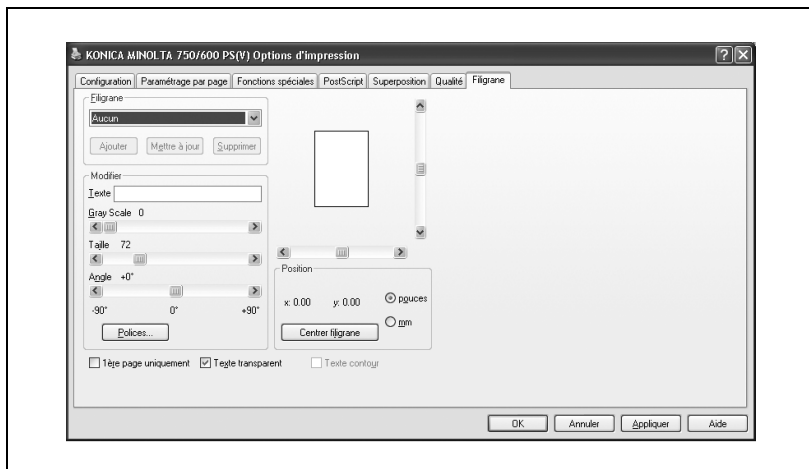 KONICA MINOLTA 750/600 PS(V) Options d'impression
Configuration Paramétrage par page Fonctions spéciales PostScript Superposition Qualité Filigrane
Filigrane
Aucun
Ajouter Mettre à jour Supprimer
Modifier
Texte
Gray Scale 0
Taille 72
Angle +0°
-90° 0° +90°
Polices...
Position
x: 0.00 y: 0.00 pouces
mm
Centrer filigrane
1ère page uniquement Texte transparent Texte contour
OK Annuler Appliquer Aide